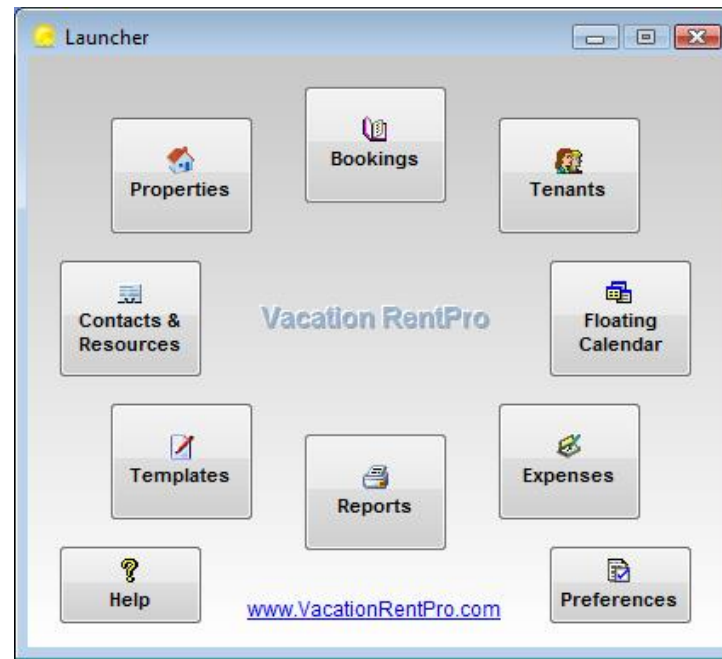 Launcher
Bookings
Properties
Tenants
Contacts &
Resources
Vacation RentPro
Floating
Calendar
Templates
Reports
Expenses
Help
www.VacationRentPro.com
Preferences